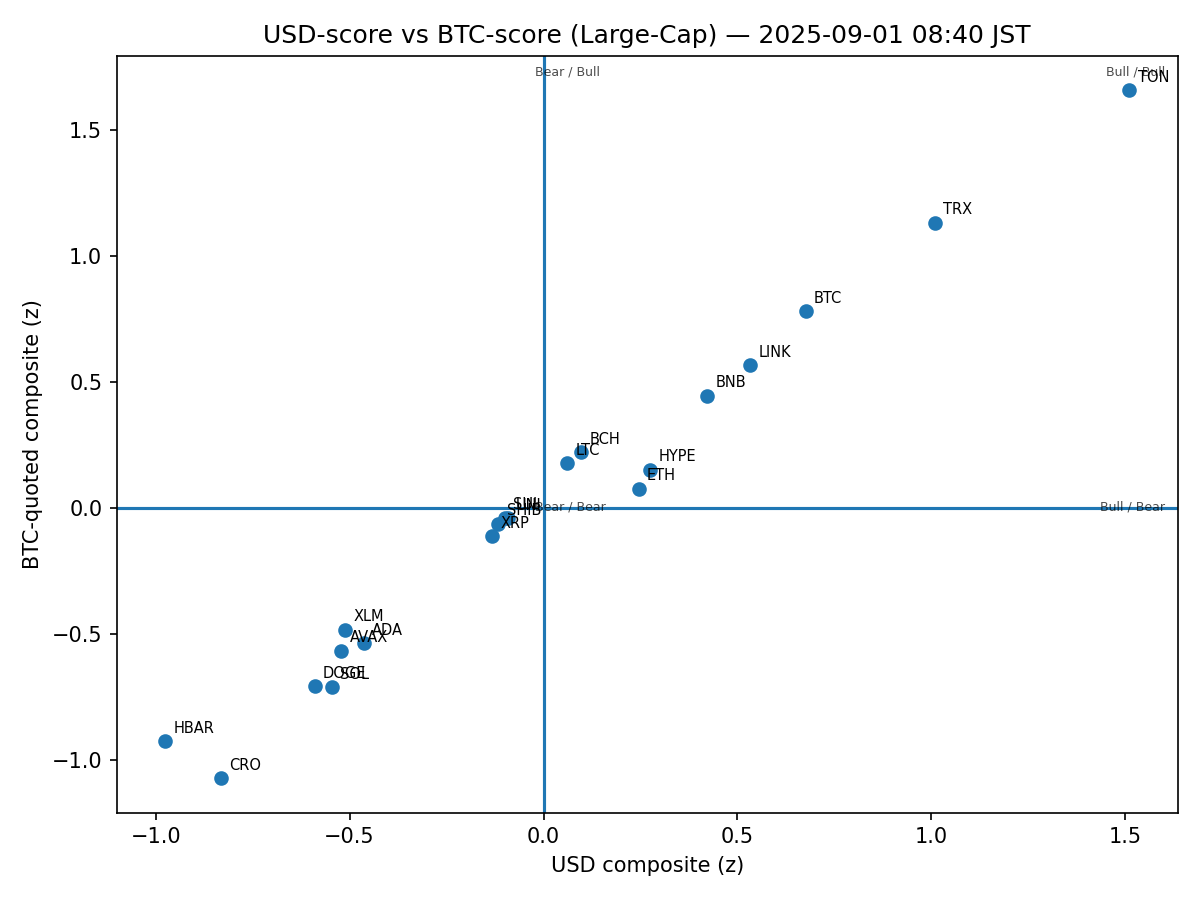 USD-score vs BTC-score (Large-Cap) — 2025-09-01 08:40 JST
Bear / Bull
Bull / Bull
TON
TRX
BTC
LINK
BNB
BCH
LTC
HYPE
ETH
Bear / Bear
Bull / Bear
SHIB
XRP
XLM
ADA
AVAX
DOGE
SOL
HBAR
CRO
1.5
1.0
0.5
0.0
−0.5
−1.0
BTC-quoted composite (z)
−1.0
−0.5
0.0
0.5
1.0
1.5
USD composite (z)